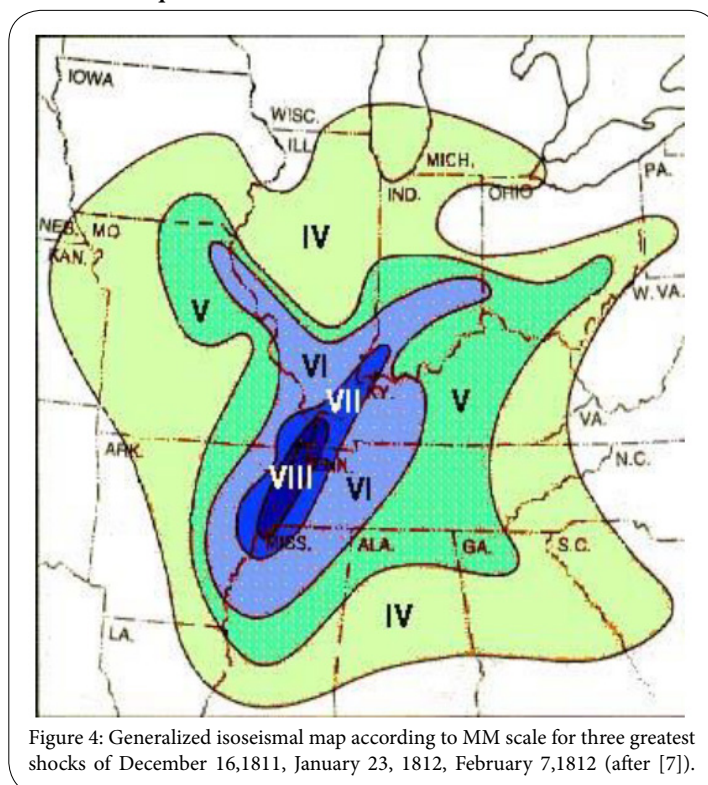 IOWA
WISC.
ILL.
MICH.
IND.
OHIO
PA.
NEB.
MO.
KAN.
IV
W. VA.
V
VI
VII
KY.
V
VA.
ARK.
N.C.
VIII
VI
MISS.
ALA.
GA.
S.C.
LA.
IV
Figure 4: Generalized isoseismal map according to MM scale for three greatest
shocks of December 16,1811, January 23, 1812, February 7,1812 (after [7]).